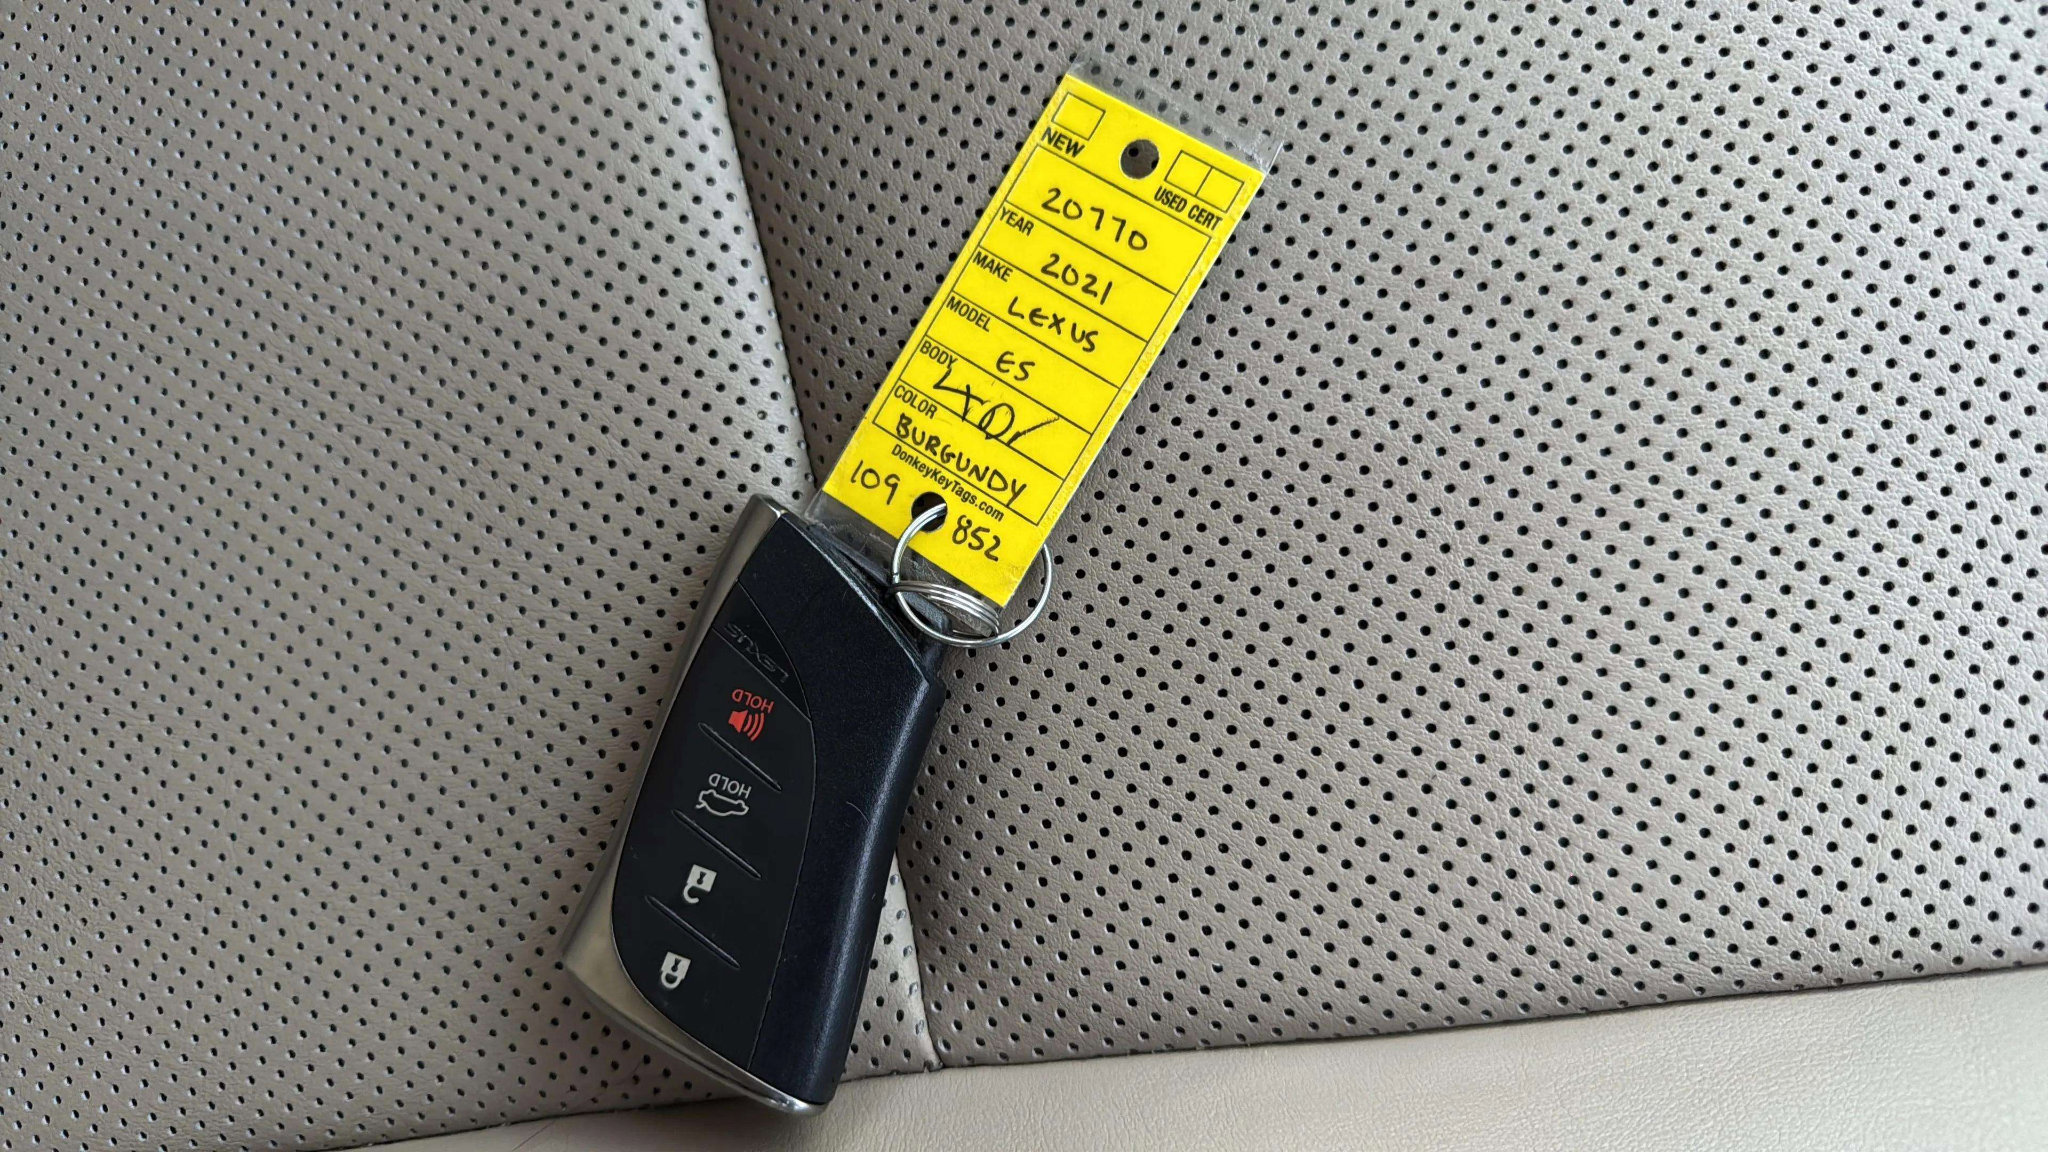 NEW
USED CERT
20770
YEAR 2021
MAKE LEXUS
MODEL ES
BODY
COLOR BURGUNDY
DonkeyKeyTags.com
109 852
LEXUS
HOLD
HOLD